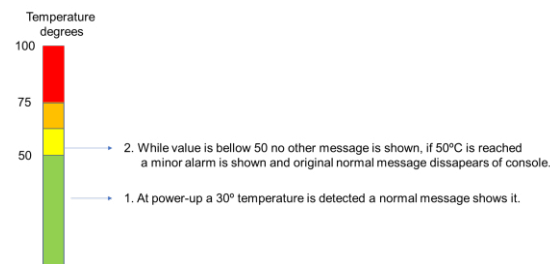 Temperature
degrees
100
75
2. While value is bellow 50 no other message is shown, if 50ºC is reached
50
a minor alarm is shown and original normal message dissapears of console.
1. At power-up a 30º temperature is detected a normal message shows it.